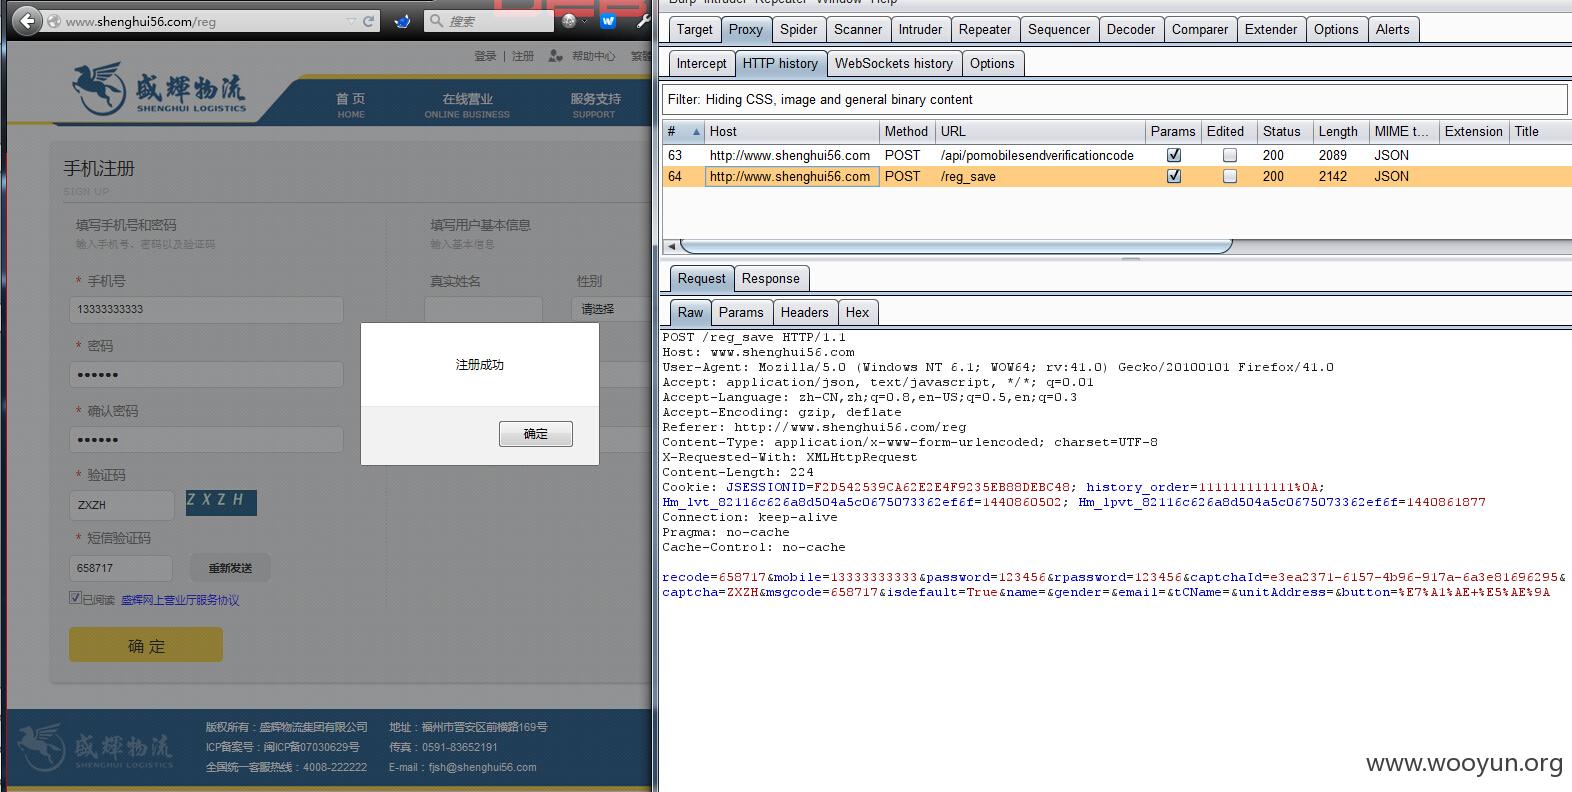 www.shenghui56.com/reg
搜索
登录 | 注册 帮助中心
盛輝物流
SHENGHUI LOGISTICS
首 页
HOME
在线营业
ONLINE BUSINESS
服务支持
SUPPORT
手机注册
SIGN UP
填写手机号和密码
输入手机号、密码以及验证码
* 手机号
13333333333
* 密码
* 确认密码
* 验证码
ZXZH
ZXZH
* 短信验证码
658717
重新发送
已阅读 盛辉网上营业厅服务协议
确 定
填写用户基本信息
输入基本信息
真实姓名
性别
请选择
注册成功
确定
盛輝物流
SHENGHUI LOGISTICS
版权所有：盛辉物流集团有限公司
ICP备案号：闽ICP备07030629号
全国统一客服热线：4008-222222
地址：福州市晋安区前横路169号
传真：0591-83652191
E-mail：fjsh@shenghui56.com
Burp Intruder Repeater Window Help
Target Proxy Spider Scanner Intruder Repeater Sequencer Decoder Comparer Extender Options Alerts
Intercept HTTP history WebSockets history Options
Filter: Hiding CSS, image and general binary content
# Host Method URL Params Edited Status Length MIME t... Extension Title
63 http://www.shenghui56.com POST /api/pomobilesendverificationcode 200 2089 JSON
64 http://www.shenghui56.com POST /reg_save 200 2142 JSON
Request Response
Raw Params Headers Hex
POST /reg_save HTTP/1.1
Host: www.shenghui56.com
User-Agent: Mozilla/5.0 (Windows NT 6.1; WOW64; rv:41.0) Gecko/20100101 Firefox/41.0
Accept: application/json, text/javascript, */*; q=0.01
Accept-Language: zh-CN,zh;q=0.8,en-US;q=0.5,en;q=0.3
Accept-Encoding: gzip, deflate
Referer: http://www.shenghui56.com/reg
Content-Type: application/x-www-form-urlencoded; charset=UTF-8
X-Requested-With: XMLHttpRequest
Content-Length: 224
Cookie: JSESSIONID=F2D542539CA62E2E4F9235EB88DEBC48; history_order=111111111111%0A;
Hm_lvt_82116c626a8d504a5c0675073362ef6f=1440860502; Hm_lpvt_82116c626a8d504a5c0675073362ef6f=1440861877
Connection: keep-alive
Pragma: no-cache
Cache-Control: no-cache
recode=658717&mobile=13333333333&password=123456&rpassword=123456&captchaId=e3ea2371-6157-4b96-917a-6a3e81696295&
captcha=ZXZH&msgcode=658717&isdefault=True&name=&gender=&email=&tCName=&unitAddress=&button=%E7%A1%AE+%E5%AE%9A
www.wooyun.org